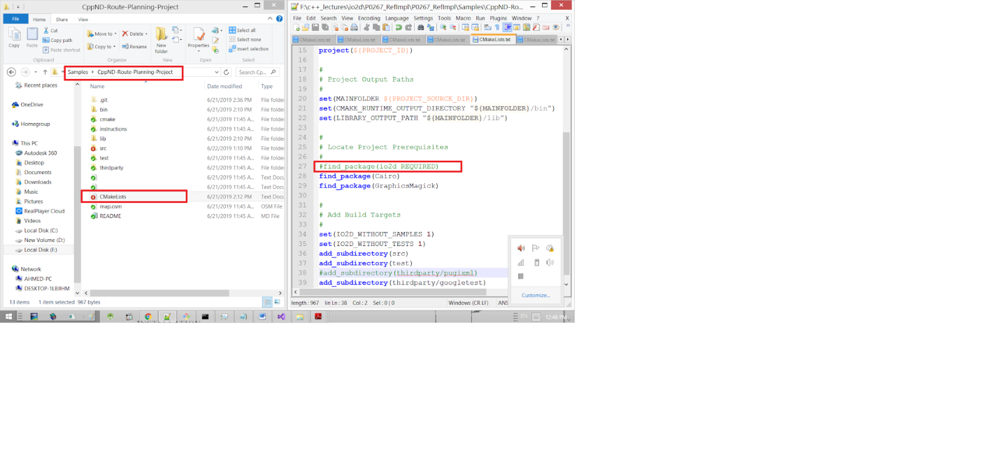 CppND-Route-Planning-Project
File Home Share View
Copy
Paste
Cut
Copy path
Paste shortcut
Clipboard
Move to
Copy to
Delete
Rename
Organize
New
folder
New
Properties
Open
Select all
Select none
Invert selection
Select
« Samples CppND-Route-Planning-Project
Search Cp...
Recent places
OneDrive
Homegroup
This PC
Autodesk 360
Desktop
Documents
Downloads
Music
Pictures
RealPlayer Cloud
Videos
Local Disk (C:)
New Volume (D:)
Local Disk (F:)
Network
AHMED-PC
DESKTOP-1LBJIHM
Name Date modified Type
.git 6/21/2019 2:36 PM File folder
bin 6/21/2019 2:10 PM File folder
cmake 6/21/2019 11:45 A... File folder
instructions 6/21/2019 11:45 A... File folder
lib 6/21/2019 2:10 PM File folder
src 6/22/2019 1:10 PM File folder
test 6/21/2019 11:45 A... File folder
thirdparty 6/21/2019 11:45 A... File folder
6/21/2019 11:45 A... Text Docu
6/21/2019 11:45 A... Text Docu
CMakeLists 6/21/2019 2:12 PM Text Docu
map.osm 6/21/2019 11:45 A... OSM File
README 6/21/2019 11:45 A... MD File
13 items 1 item selected 967 bytes
F:\c++_lectures\io2d\P0267_RefImpl\P0267_RefImpl\Samples\CppND-Ro...
File Edit Search View Encoding Language Settings Tools Macro Run Plugins Window ? X
CMakeLists.txt CMakeLists.txt CMakeLists.txt CMakeLists.txt CMakeLists.txt CMakeLists.txt
15 project(${PROJECT_ID})
16
17 #
18 # Project Output Paths
19 #
20 set(MAINFOLDER ${PROJECT_SOURCE_DIR})
21 set(CMAKE_RUNTIME_OUTPUT_DIRECTORY "${MAINFOLDER}/bin")
22 set(LIBRARY_OUTPUT_PATH "${MAINFOLDER}/lib")
23
24 #
25 # Locate Project Prerequisites
26 #
27 #find_package(io2d REQUIRED)
28 find_package(Cairo)
29 find_package(GraphicsMagick)
30
31 #
32 # Add Build Targets
33 #
34 set(IO2D_WITHOUT_SAMPLES 1)
35 set(IO2D_WITHOUT_TESTS 1)
36 add_subdirectory(src)
37 add_subdirectory(test)
38 #add_subdirectory(thirdparty/pugixml)
39 add_subdirectory(thirdparty/googletest)
length : 967 lin Ln : 38 Col : 2 Sel : 0 | 0 Windows (CR LF) ANS
Customize...
INSTALLATION
EN 12:48 PM